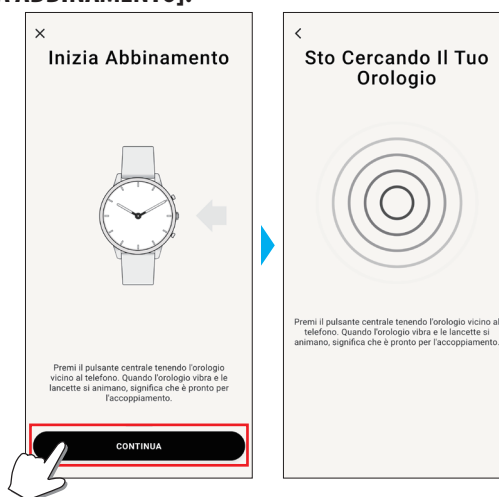 ABBINAMENTO].
Inizia Abbinamento
Premi il pulsante centrale tenendo l'orologio
vicino al telefono. Quando l'orologio vibra e le
lancette si animano, significa che è pronto per
l'accoppiamento.
CONTINUA
Sto Cercando Il Tuo
Orologio
Premi il pulsante centrale tenendo l'orologio vicino al
telefono. Quando l'orologio vibra e le lancette si
animano, significa che è pronto per l'accoppiamento.